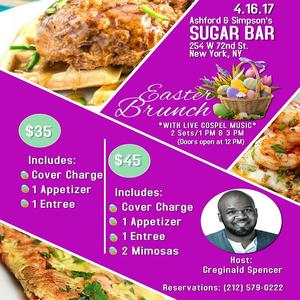 4.16.17
Ashford & Simpson's
SUGAR BAR
254 W 72nd St.
New York, NY
Easter
Brunch
*WITH LIVE GOSPEL MUSIC*
2 Sets/1 PM & 3 PM
(Doors open at 12 PM)
$35
Includes:
Cover Charge
1 Appetizer
1 Entree
$45
Includes:
Cover Charge
1 Appetizer
1 Entree
2 Mimosas
Host:
Greginald Spencer
Reservations: (212) 579-0222